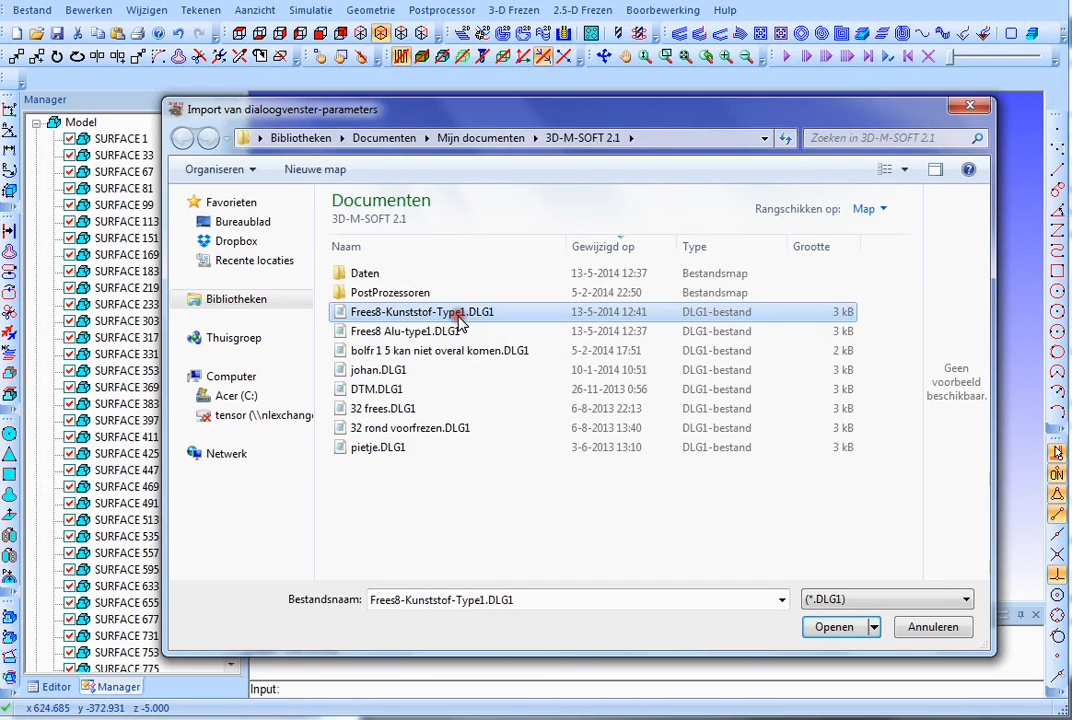 Bestand Bewerken Wijzigen Tekenen Aanzicht Simulatie Geometrie Postprocessor 3-D Frezen 2.5-D Frezen Boorbewerking Help
Manager
Import van dialoogvenster-parameters
Bibliotheken Documenten Mijn documenten 3D-M-SOFT 2.1
Zoeken in 3D-M-SOFT 2.1
Organiseren Nieuwe map
Favorieten
Bureaublad
Dropbox
Recente locaties
Bibliotheken
Thuisgroep
Computer
Acer (C:)
tensor (\\nlexchang
Netwerk
Documenten
3D-M-SOFT 2.1
Rangschikken op: Map
Naam Gewijzigd op Type Grootte
Daten 13-5-2014 12:37 Bestandsmap
PostProzessoren 5-2-2014 22:50 Bestandsmap
Frees8-Kunststof-Type1.DLG1 13-5-2014 12:41 DLG1-bestand 3 kB
Frees8 Alu-type1.DLG1 13-5-2014 12:37 DLG1-bestand 3 kB
bolfr 1 5 kan niet overal komen.DLG1 5-2-2014 17:51 DLG1-bestand 2 kB
johan.DLG1 10-1-2014 10:51 DLG1-bestand 3 kB
DTM.DLG1 26-11-2013 0:56 DLG1-bestand 3 kB
32 frees.DLG1 6-8-2013 22:13 DLG1-bestand 3 kB
32 rond voorfrezen.DLG1 6-8-2013 13:40 DLG1-bestand 3 kB
pietje.DLG1 3-6-2013 13:10 DLG1-bestand 3 kB
Geen
voorbeeld
beschikbaar.
Bestandsnaam: Frees8-Kunststof-Type1.DLG1 (*.DLG1)
Openen Annuleren
Model
SURFACE 1
SURFACE 33
SURFACE 67
SURFACE 81
SURFACE 99
SURFACE 113
SURFACE 151
SURFACE 169
SURFACE 183
SURFACE 219
SURFACE 233
SURFACE 303
SURFACE 317
SURFACE 331
SURFACE 353
SURFACE 369
SURFACE 383
SURFACE 397
SURFACE 411
SURFACE 425
SURFACE 447
SURFACE 469
SURFACE 491
SURFACE 513
SURFACE 535
SURFACE 557
SURFACE 595
SURFACE 633
SURFACE 655
SURFACE 677
SURFACE 731
SURFACE 753
SURFACE 775
Editor Manager
Input:
x 624.685 y -372.931 z -5.000
ON